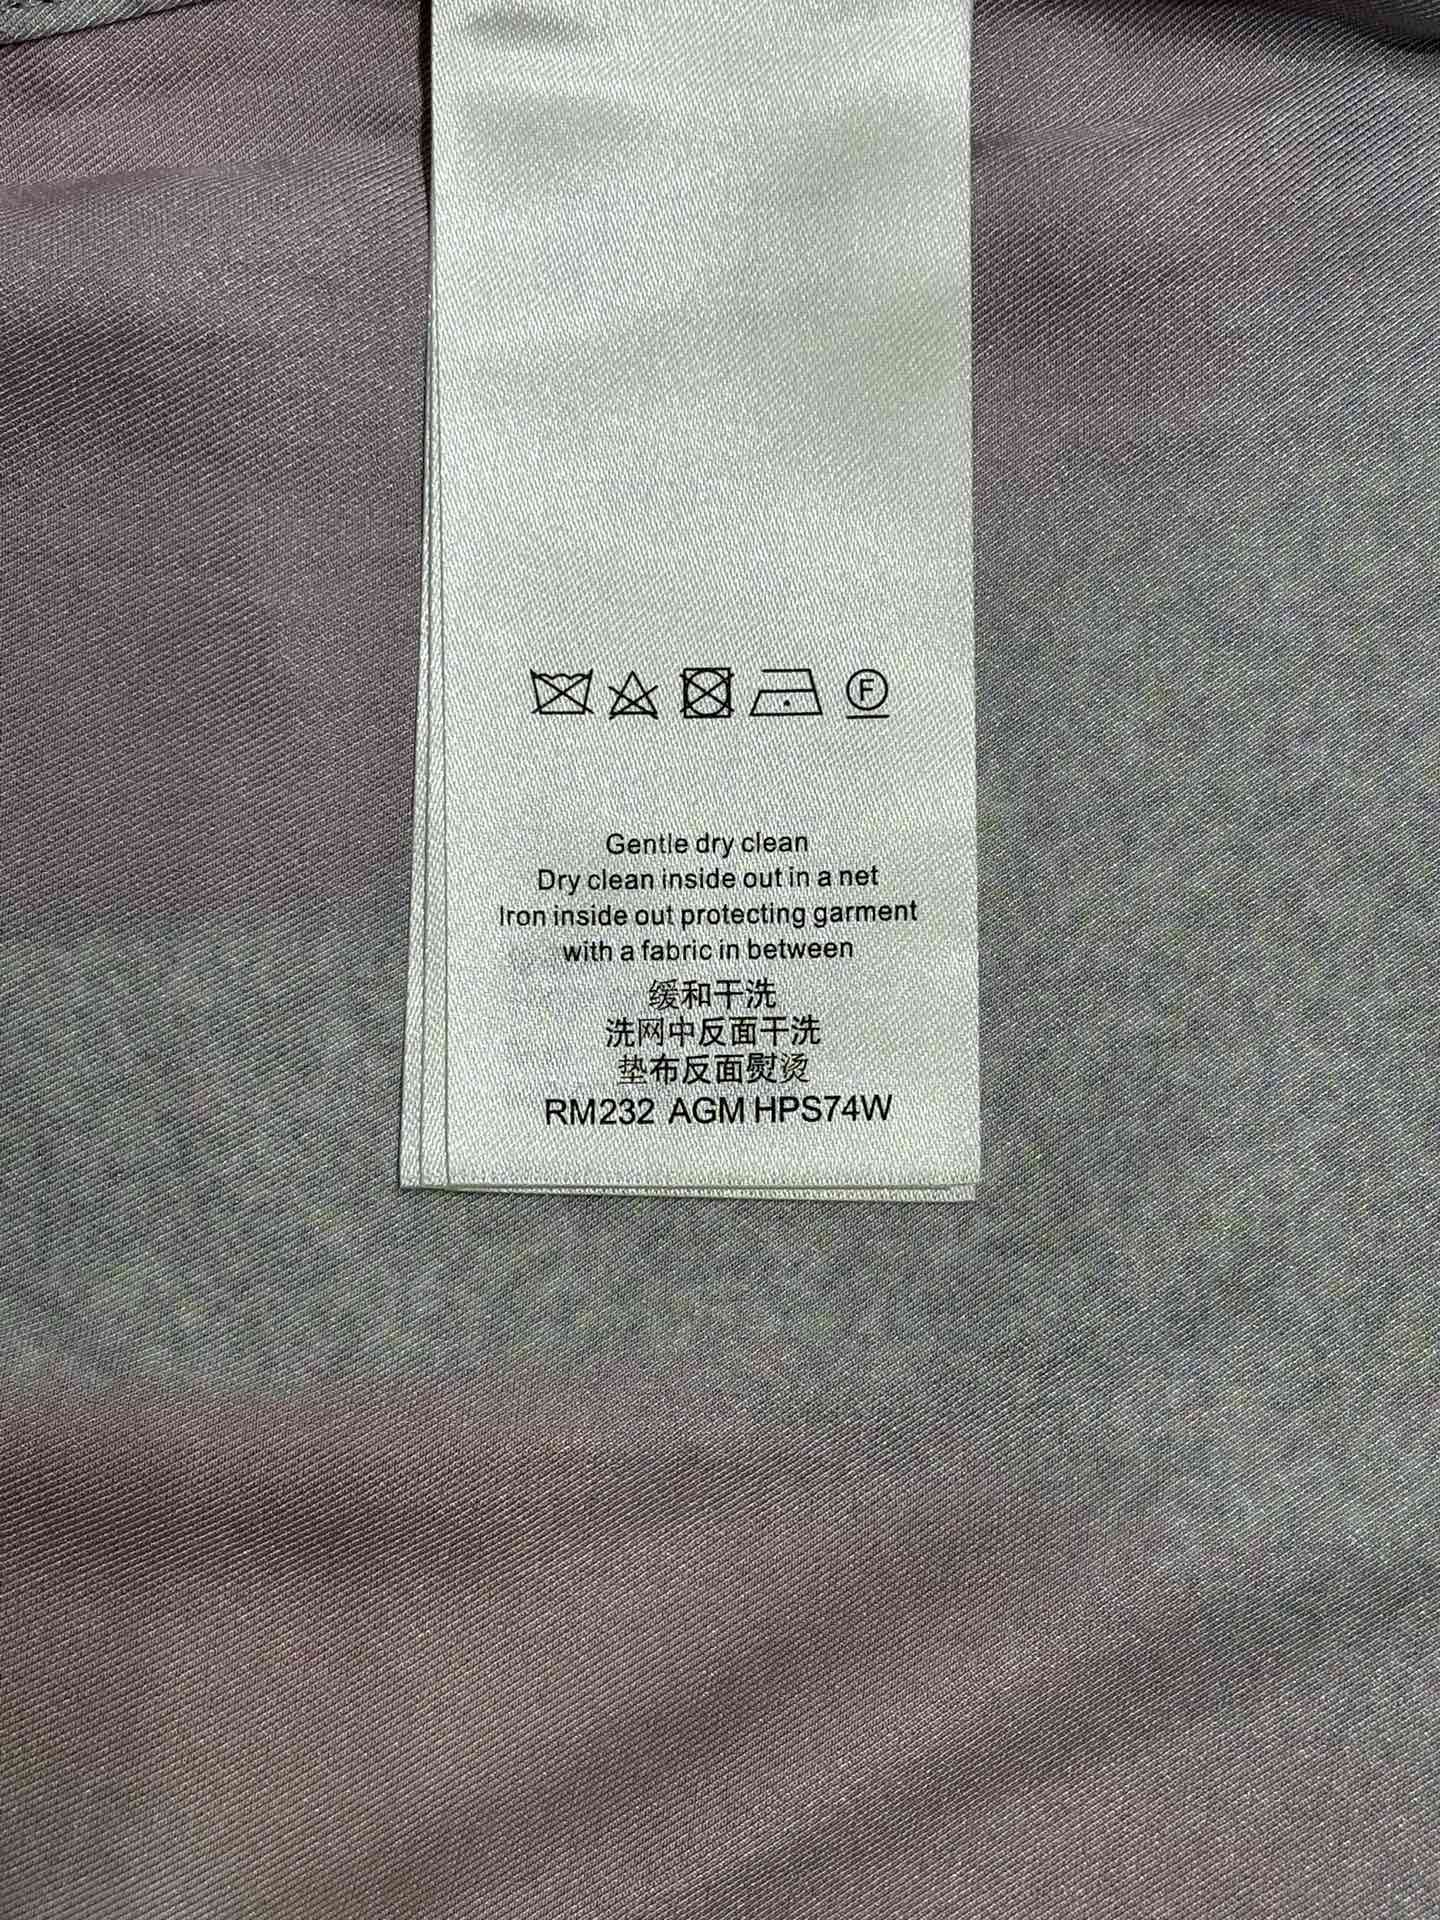 F
Gentle dry clean
Dry clean inside out in a net
Iron inside out protecting garment
with a fabric in between
缓和干洗
洗网中反面干洗
垫布反面熨烫
RM232 AGM HPS74W